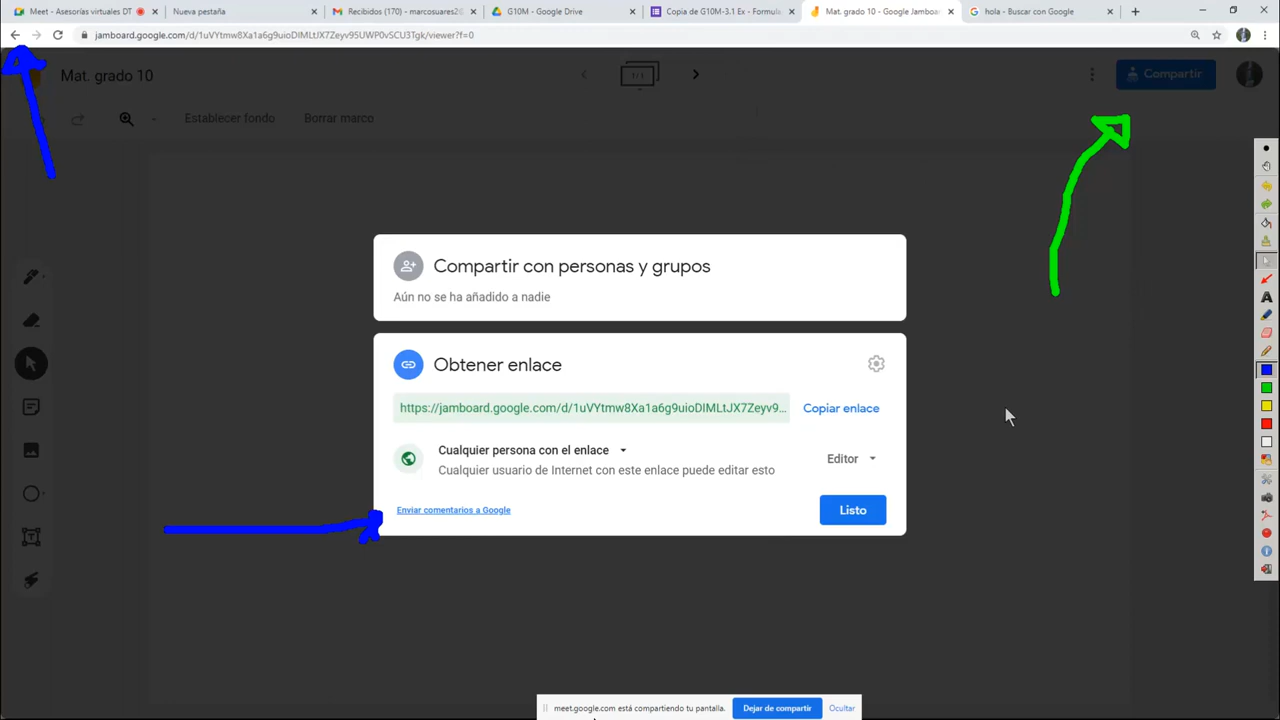 Meet - Asesorías virtuales DT
Nueva pestaña
Recibidos (170) - marcosuares2
G10M - Google Drive
Copia de G10M-3.1 Ex - Formula
Mat. grado 10 - Google Jamboa
hola - Buscar con Google
jamboard.google.com/d/1uVYtmw8Xa1a6g9uioDIMLtJX7Zeyv95UWP0vSCU3Tgk/viewer?f=0
Mat. grado 10
1 / 1
Compartir
Establecer fondo
Borrar marco
Compartir con personas y grupos
Aún no se ha añadido a nadie
Obtener enlace
https://jamboard.google.com/d/1uVYtmw8Xa1a6g9uioDIMLtJX7Zeyv9...
Copiar enlace
Cualquier persona con el enlace
Cualquier usuario de Internet con este enlace puede editar esto
Editor
Enviar comentarios a Google
Listo
meet.google.com está compartiendo tu pantalla.
Dejar de compartir
Ocultar